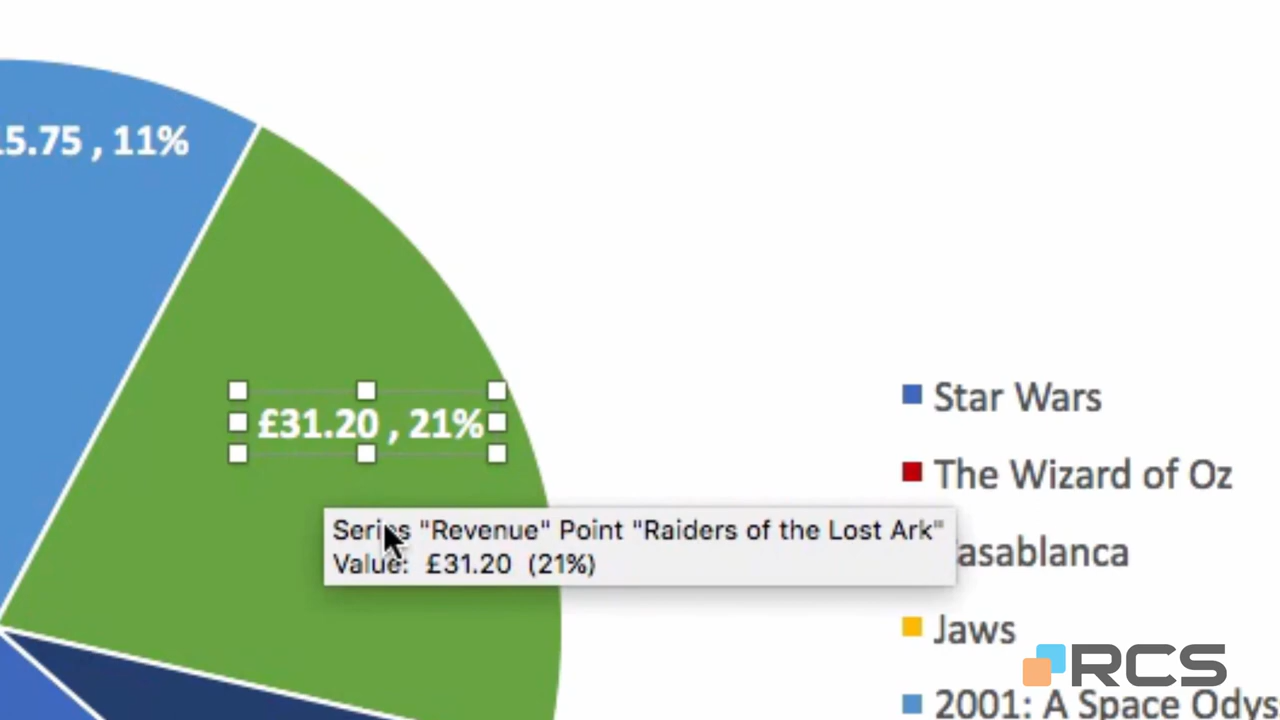 5.75 , 11%
£31.20 , 21%
Series "Revenue" Point "Raiders of the Lost Ark"
Value: £31.20 (21%)
Star Wars
The Wizard of Oz
asablanca
Jaws
2001: A Space Odys
RCS